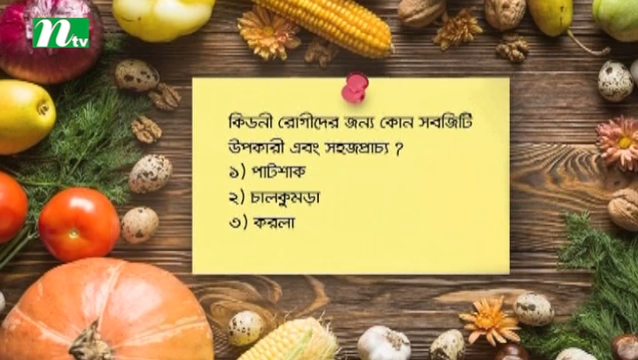 ntv
কিডনী রোগীদের জন্য কোন সবজিটি
উপকারী এবং সহজপ্রাচ্য ?
১) পাটশাক
২) চালকুমড়া
৩) করলা